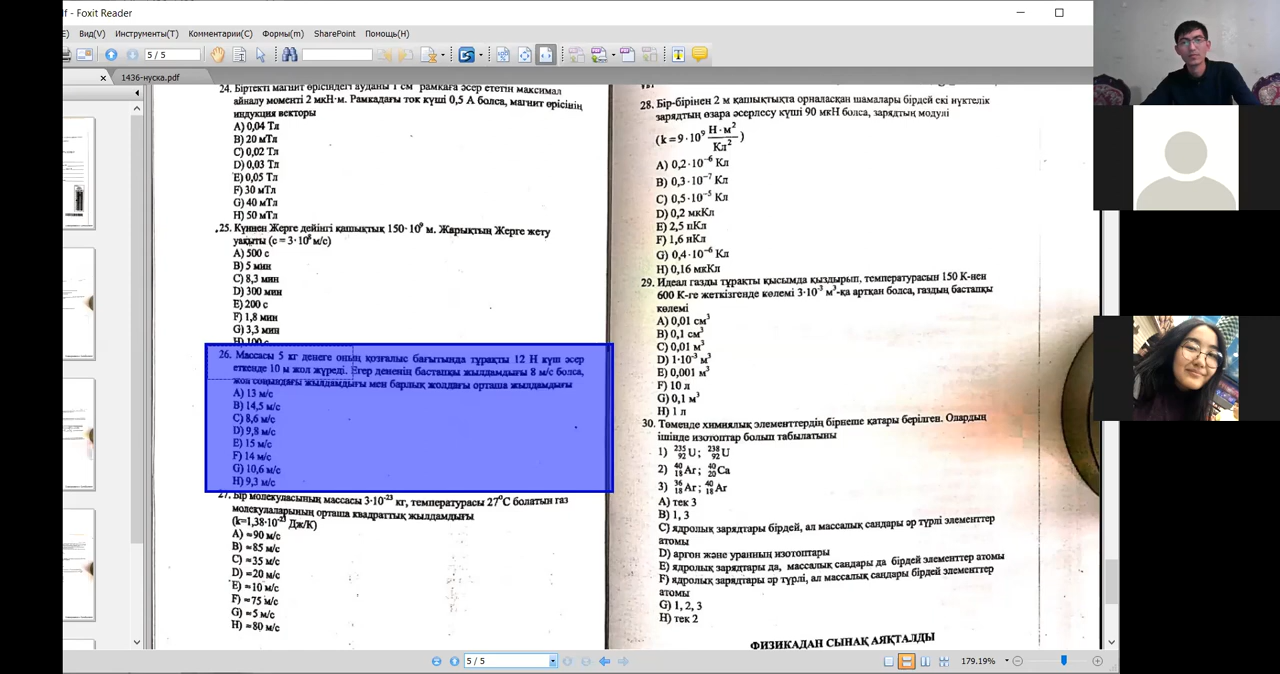 df - Foxit Reader
Е) Вид(V) Инструменты(Т) Комментарии(С) Формы(m) SharePoint Помощь(H)
5 / 5
1436-нуска.pdf
24. Біртекті магнит өрісіндегі ауданы 1 см² рамкаға әсер ететін максимал
айналу моменті 2 мкН·м. Рамкадағы ток күші 0,5 А болса, магнит өрісінің
индукция векторы
A) 0,04 Тл
B) 20 мТл
C) 0,02 Тл
D) 0,03 Тл
E) 0,05 Тл
F) 30 мТл
G) 40 мТл
H) 50 мТл
25. Күннен Жерге дейінгі қашықтық 150·10⁹ м. Жарықтың Жерге жету
уақыты (с = 3·10⁸ м/с)
A) 500 с
B) 5 мин
C) 8,3 мин
D) 300 мин
E) 200 с
F) 1,8 мин
G) 3,3 мин
H) 100 с
26. Массасы 5 кг денеге оның қозғалыс бағытында тұрақты 12 Н күш әсер
еткенде 10 м жол жүреді. Егер дененің бастапқы жылдамдығы 8 м/с болса,
жол соңындағы жылдамдығы мен барлық жолдағы орташа жылдамдығы
A) 13 м/с
B) 14,5 м/с
C) 8,6 м/с
D) 9,8 м/с
E) 15 м/с
F) 14 м/с
G) 10,6 м/с
H) 9,3 м/с
27. Бір молекуласының массасы 3·10⁻²³ кг, температурасы 27⁰С болатын газ
молекулаларының орташа квадраттық жылдамдығы
(k=1,38·10⁻²³ Дж/К)
A) ≈90 м/с
B) ≈85 м/с
C) ≈35 м/с
D) ≈20 м/с
E) ≈10 м/с
F) ≈75 м/с
G) ≈5 м/с
H) ≈80 м/с
28. Бір-бірінен 2 м қашықтықта орналасқан шамалары бірдей екі нүктелік
зарядтың өзара әсерлесу күші 90 мкН болса, зарядтың модулі
(k = 9·10⁹ Н·м²/Кл²)
A) 0,2·10⁻⁶ Кл
B) 0,3·10⁻⁷ Кл
C) 0,5·10⁻⁵ Кл
D) 0,2 мкКл
E) 2,5 пКл
F) 1,6 нКл
G) 0,4·10⁻⁶ Кл
H) 0,16 мкКл
29. Идеал газды тұрақты қысымда қыздырып, температурасын 150 К-нен
600 К-ге жеткізгенде көлемі 3·10⁻³ м³-қа артқан болса, газдың бастапқы
көлемі
A) 0,01 см³
B) 0,1 см³
C) 0,01 м³
D) 1·10⁻³ м³
E) 0,001 м³
F) 10 л
G) 0,1 м³
H) 1 л
30. Төменде химиялық элементтердің бірнеше қатары берілген. Олардың
ішінде изотоптар болып табылатыны
1) ²³⁵₉₂U; ²³⁸₉₂U
2) ⁴⁰₁₈Ar; ⁴⁰₂₀Ca
3) ³⁶₁₈Ar; ⁴⁰₁₈Ar
A) тек 3
B) 1, 3
C) ядролық зарядтары бірдей, ал массалық сандары әр түрлі элементтер
атомы
D) аргон және уранның изотоптары
E) ядролық зарядтары да, массалық сандары да бірдей элементтер атомы
F) ядролық зарядтары әр түрлі, ал массалық сандары бірдей элементтер
атомы
G) 1, 2, 3
H) тек 2
ФИЗИКАДАН СЫНАҚ АЯҚТАЛДЫ
5 / 5
179.19%